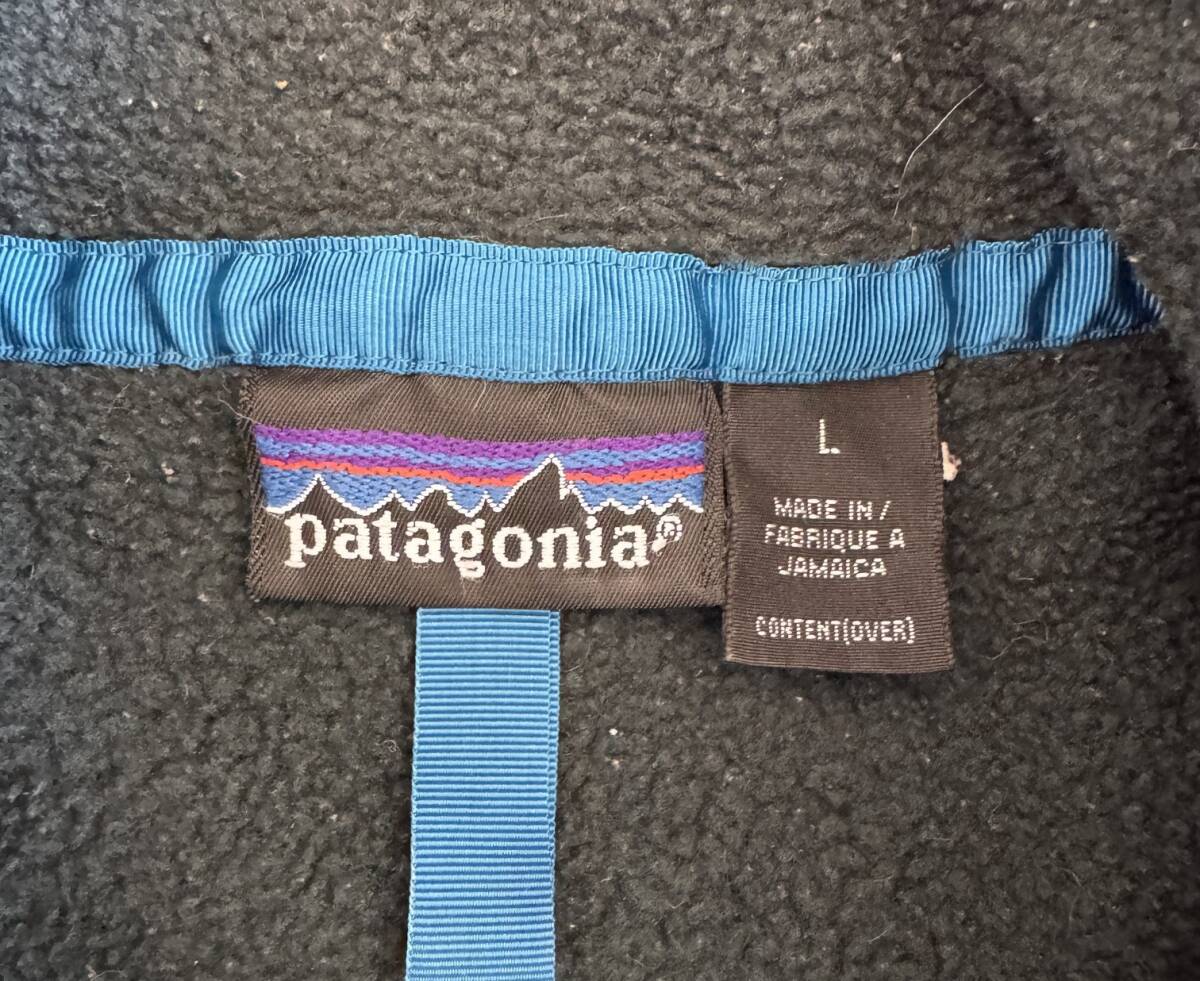 patagonia®
L
MADE IN /
FABRIQUE A
JAMAICA
CONTENT(OVER)